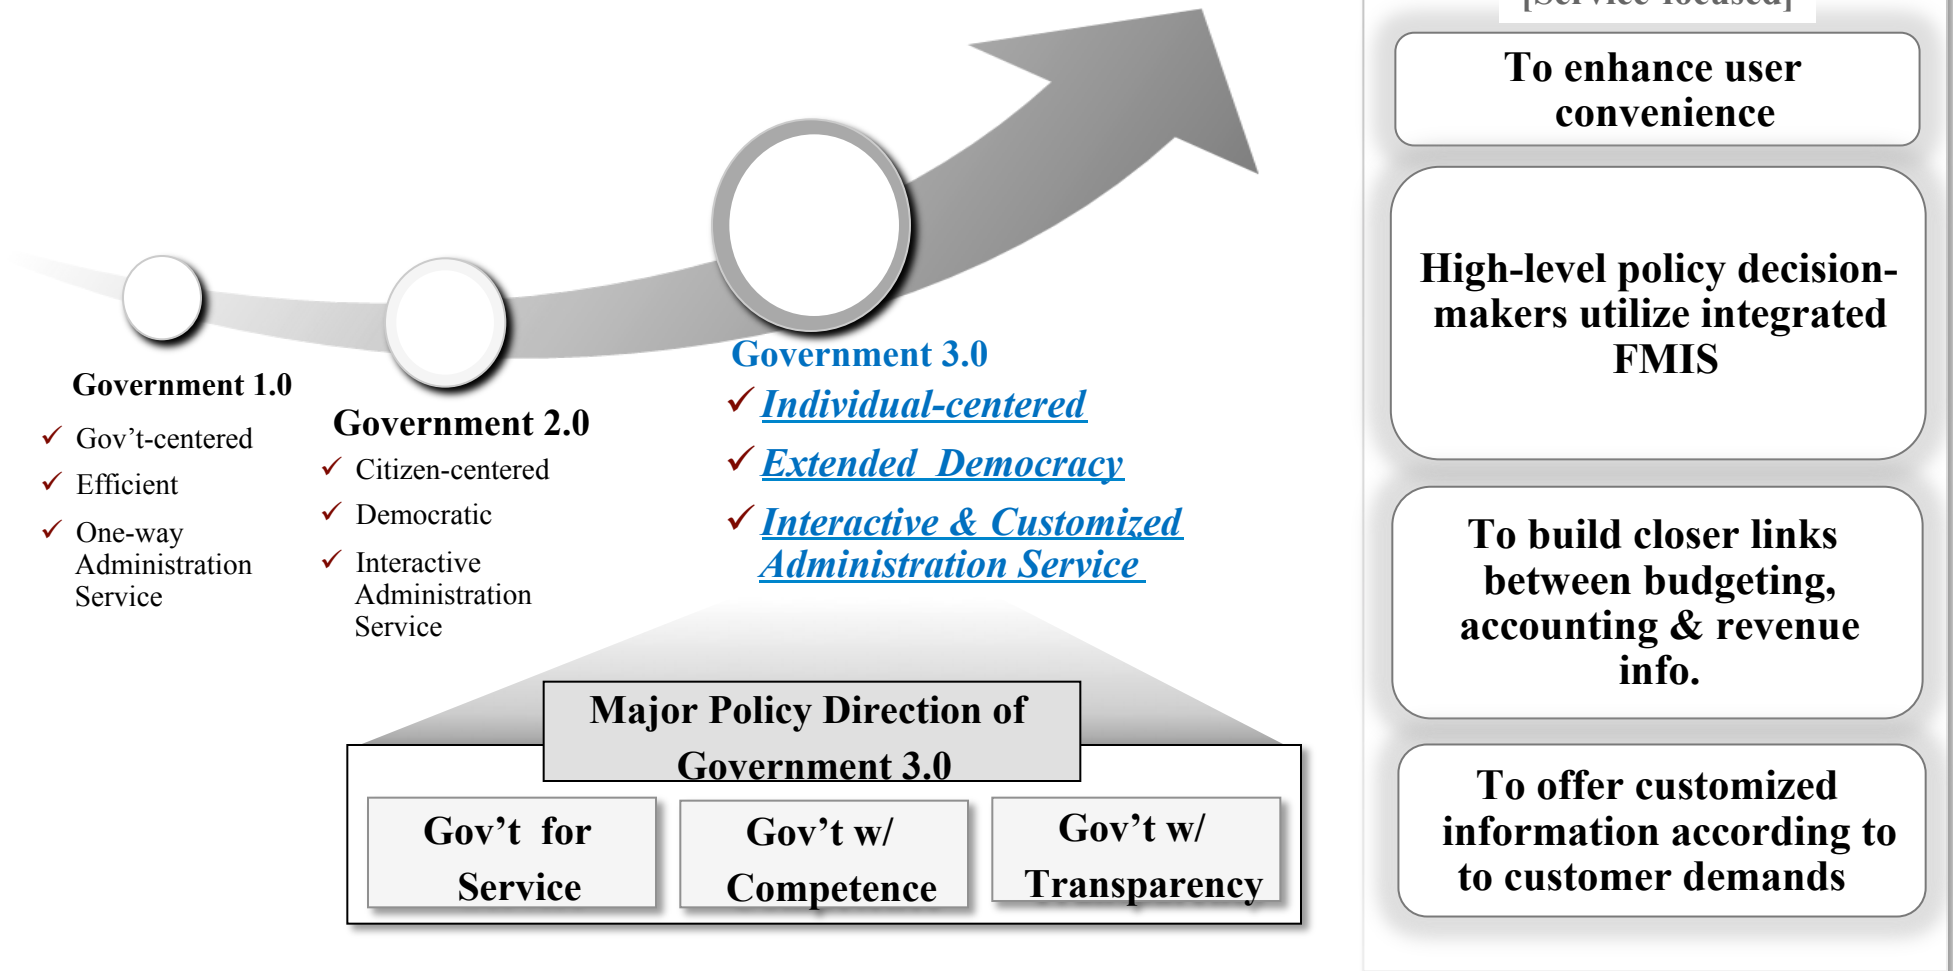 Government 1.0
✓ Gov’t-centered
✓ Efficient
✓ One-way
Administration
Service
Government 2.0
✓ Citizen-centered
✓ Democratic
✓ Interactive
Administration
Service
Government 3.0
✓ Individual-centered
✓ Extended Democracy
✓ Interactive & Customized
Administration Service
Major Policy Direction of
Government 3.0
Gov’t for
Service
Gov’t w/
Competence
Gov’t w/
Transparency
[Service-focused]
To enhance user
convenience
High-level policy decision-
makers utilize integrated
FMIS
To build closer links
between budgeting,
accounting & revenue
info.
To offer customized
information according to
to customer demands